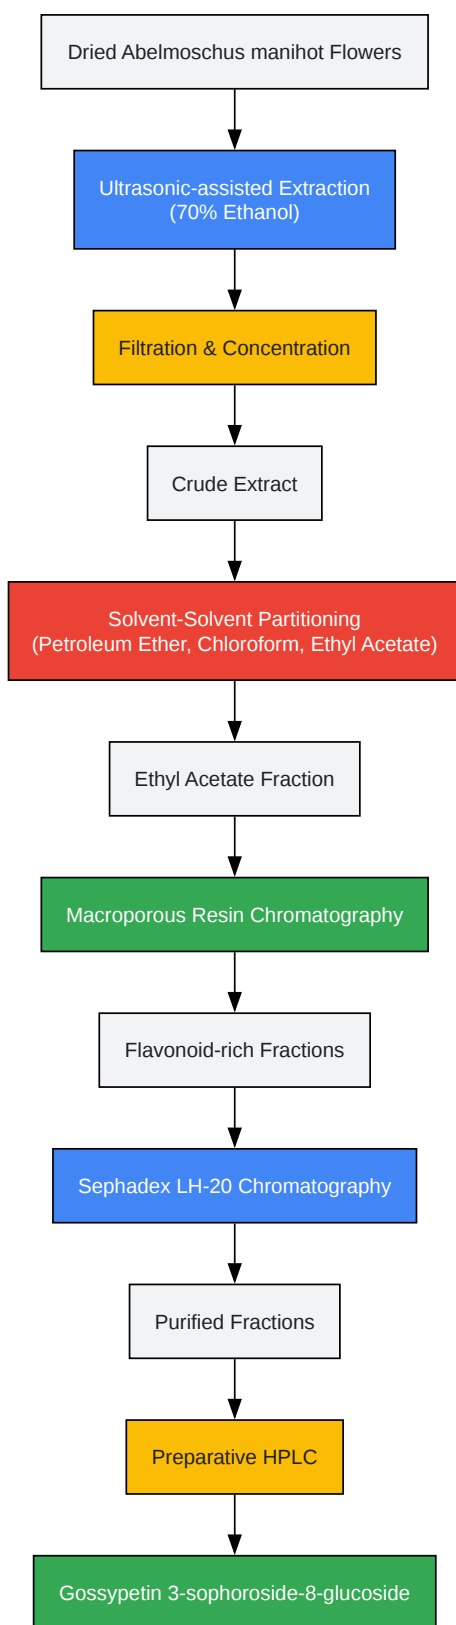 Dried Abelmoschus manihot Flowers
Ultrasonic-assisted Extraction
(70% Ethanol)
Filtration & Concentration
Crude Extract
Solvent-Solvent Partitioning
(Petroleum Ether, Chloroform, Ethyl Acetate)
Ethyl Acetate Fraction
Macroporous Resin Chromatography
Flavonoid-rich Fractions
Sephadex LH-20 Chromatography
Purified Fractions
Preparative HPLC
Gossypetin 3-sophoroside-8-glucoside